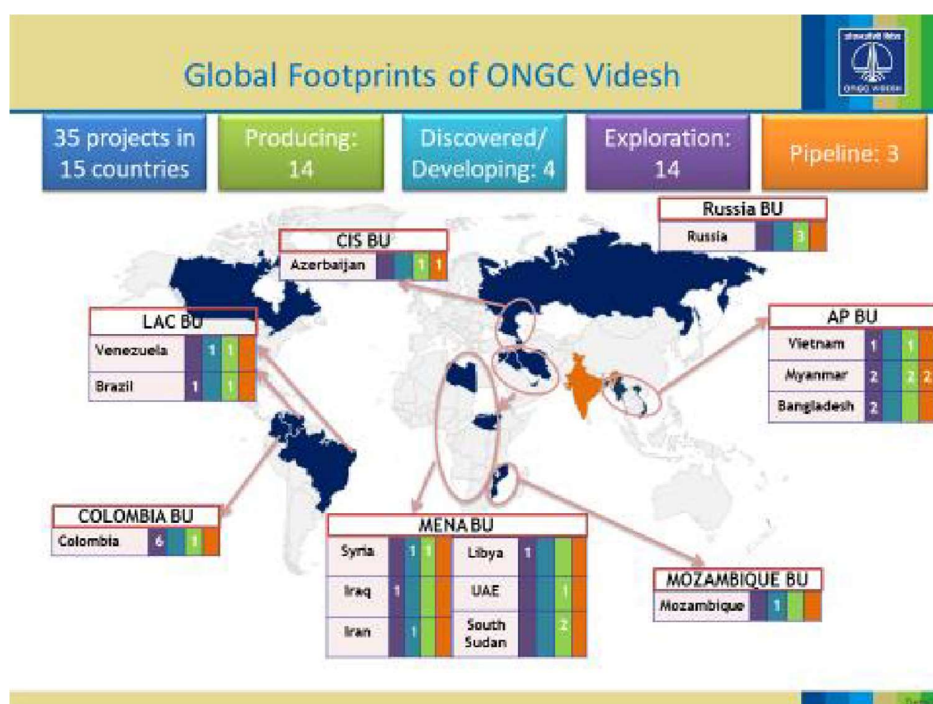 Global Footprints of ONGC Videsh
ONGC VIDESH
35 projects in
15 countries
Producing:
14
Discovered/
Developing: 4
Exploration:
14
Pipeline: 3
Russia BU
Russia 3
CIS BU
Azerbaijan 1 1
LAC BU
Venezuela 1 1
Brazil 1 1
AP BU
Vietnam 1 1
Myanmar 2 2 2
Bangladesh 2
COLOMBIA BU
Colombia 6 1
MENA BU
Syria 1 1
Iraq 1
Iran 1
Libya 1
UAE 1
South
Sudan
2
MOZAMBIQUE BU
Mozambique 1